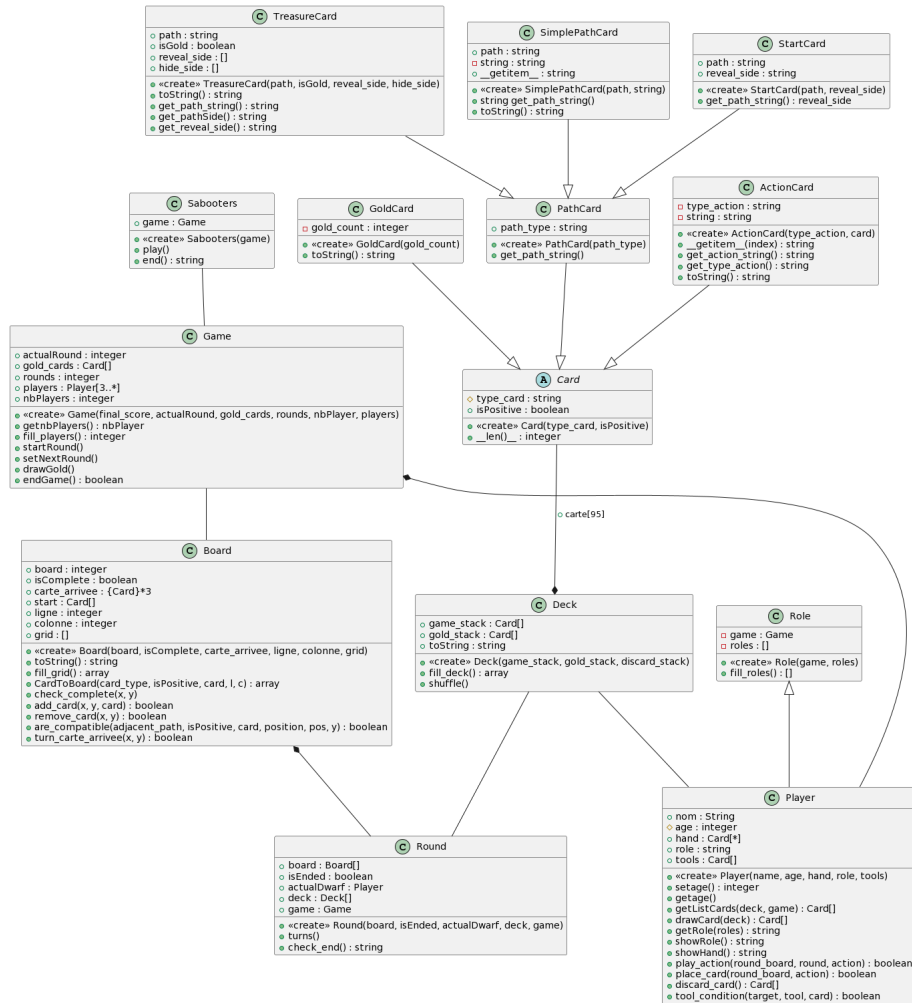 C TreasureCard
path : string
isGold : boolean
reveal_side : []
hide_side : []
«create» TreasureCard(path, isGold, reveal_side, hide_side)
toString() : string
get_path_string() : string
get_pathSide() : string
get_reveal_side() : string
C SimplePathCard
path : string
string : string
__getitem__ : string
«create» SimplePathCard(path, string)
string get_path_string()
toString() : string
C StartCard
path : string
reveal_side : string
«create» StartCard(path, reveal_side)
get_path_string() : reveal_side
C Sabooters
game : Game
«create» Sabooters(game)
play()
end() : string
C GoldCard
gold_count : integer
«create» GoldCard(gold_count)
toString() : string
C PathCard
path_type : string
«create» PathCard(path_type)
get_path_string()
C ActionCard
type_action : string
string : string
«create» ActionCard(type_action, card)
__getitem__(index) : string
get_action_string() : string
get_type_action() : string
toString() : string
C Game
actualRound : integer
gold_cards : Card[]
rounds : integer
players : Player[3..*]
nbPlayers : integer
«create» Game(final_score, actualRound, gold_cards, rounds, nbPlayer, players)
getnbPlayers() : nbPlayer
fill_players() : integer
startRound()
setNextRound()
drawGold()
endGame() : boolean
A Card
type_card : string
isPositive : boolean
«create» Card(type_card, isPositive)
__len()__ : integer
carte[95]
C Board
board : integer
isComplete : boolean
carte_arrivee : {Card}*3
start : Card[]
ligne : integer
colonne : integer
grid : []
«create» Board(board, isComplete, carte_arrivee, ligne, colonne, grid)
toString() : string
fill_grid() : array
CardToBoard(card_type, isPositive, card, l, c) : array
check_complete(x, y)
add_card(x, y, card) : boolean
remove_card(x, y) : boolean
are_compatible(adjacent_path, isPositive, card, position, pos, y) : boolean
turn_carte_arrivee(x, y) : boolean
C Deck
game_stack : Card[]
gold_stack : Card[]
toString : string
«create» Deck(game_stack, gold_stack, discard_stack)
fill_deck() : array
shuffle()
C Role
game : Game
roles : []
«create» Role(game, roles)
fill_roles() : []
C Round
board : Board[]
isEnded : boolean
actualDwarf : Player
deck : Deck[]
game : Game
«create» Round(board, isEnded, actualDwarf, deck, game)
turns()
check_end() : string
C Player
nom : String
age : integer
hand : Card[*]
role : string
tools : Card[]
«create» Player(name, age, hand, role, tools)
setage() : integer
getage()
getListCards(deck, game) : Card[]
drawCard(deck) : Card[]
getRole(roles) : string
showRole() : string
showHand() : string
play_action(round_board, round, action) : boolean
place_card(round_board, action) : boolean
discard_card() : Card[]
tool_condition(target, tool, card) : boolean